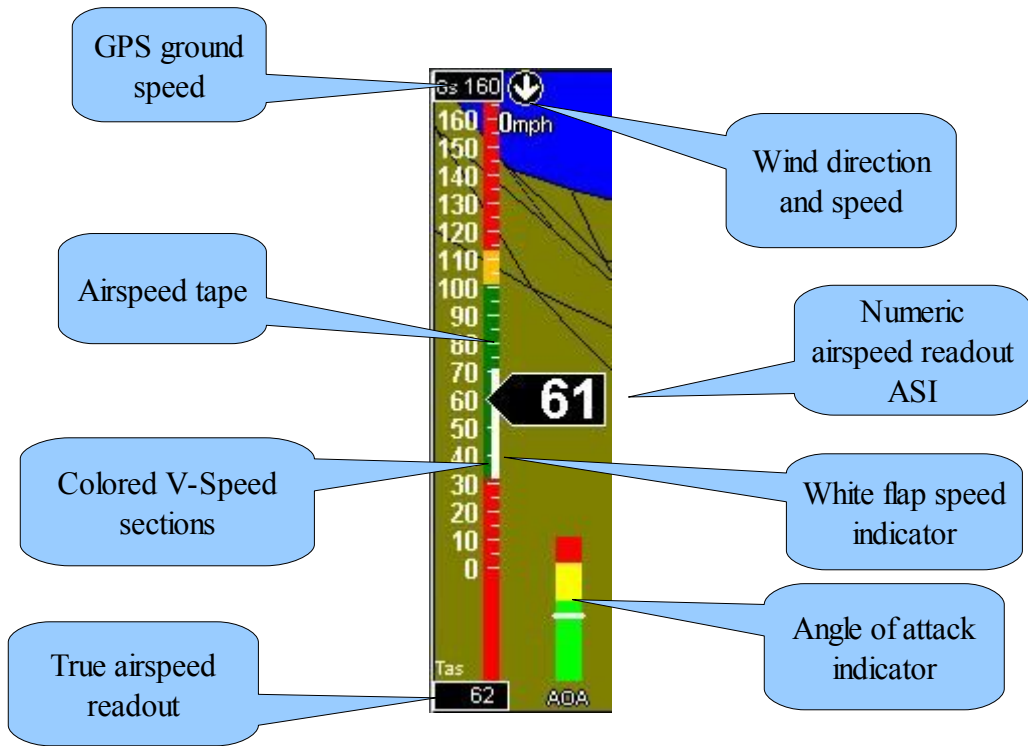 GPS ground
speed
Gs 160
0mph
Wind direction
and speed
160
150
140
130
120
110
100
90
80
70
60
50
40
30
20
10
0
Airspeed tape
61
Numeric
airspeed readout
ASI
Colored V-Speed
sections
White flap speed
indicator
Angle of attack
indicator
True airspeed
readout
Tas
62
AOA